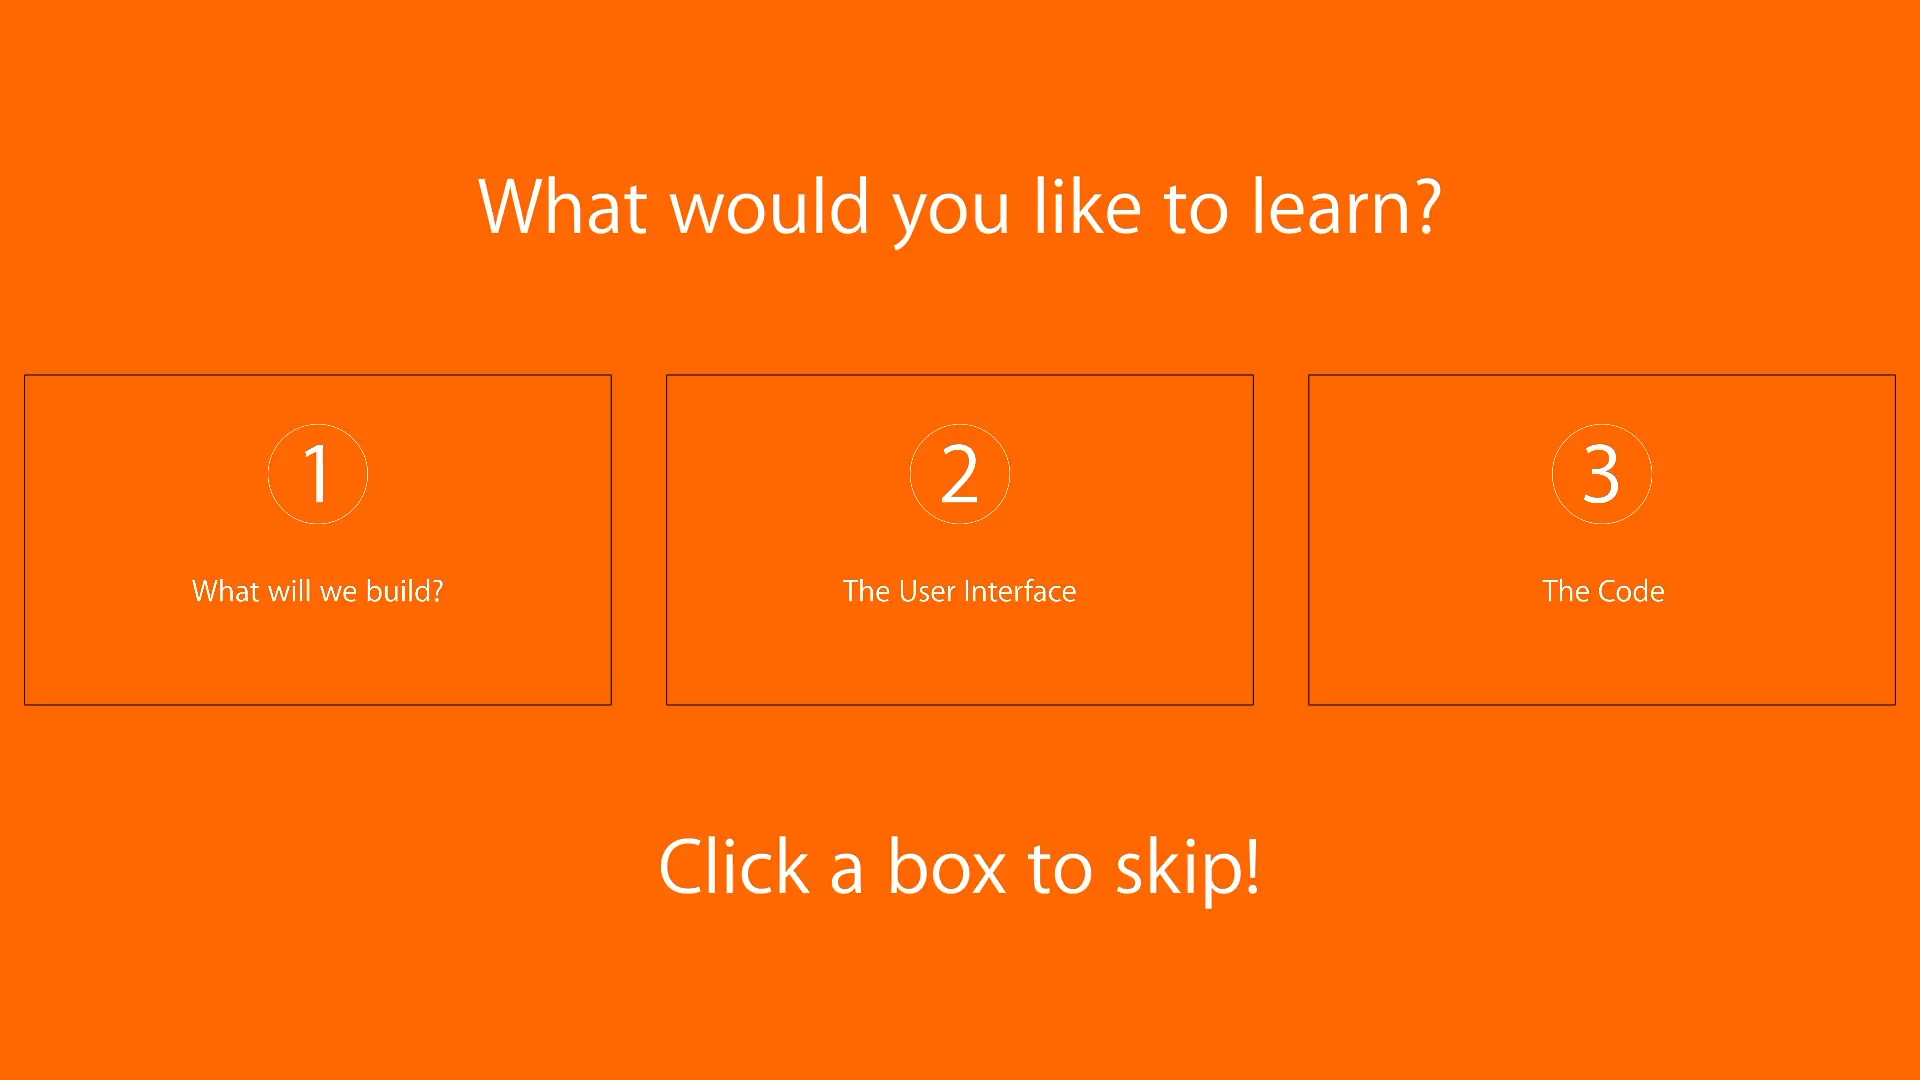 What would you like to learn?
1
What will we build?
2
The User Interface
3
The Code
Click a box to skip!